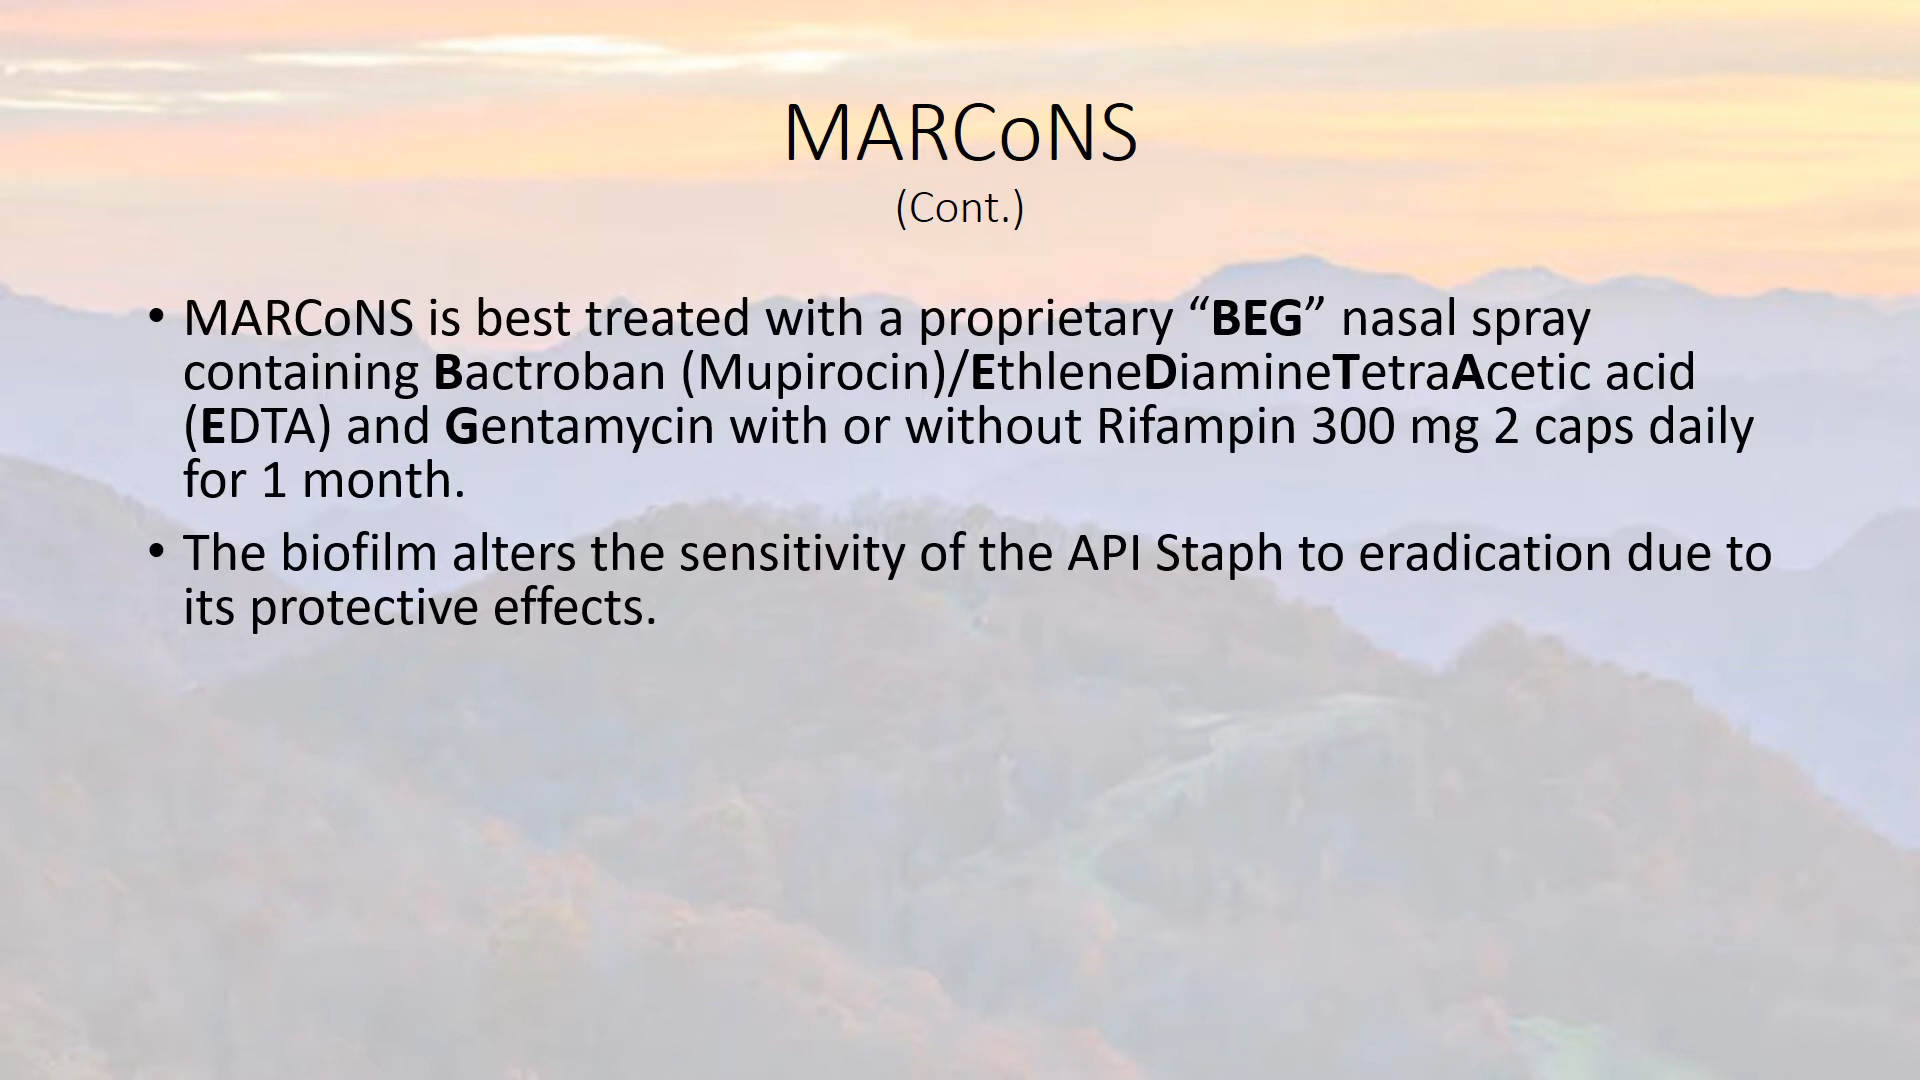 MARCoNS
(Cont.)
• MARCoNS is best treated with a proprietary “BEG” nasal spray
containing Bactroban (Mupirocin)/EthleneDiamineTetraAcetic acid
(EDTA) and Gentamycin with or without Rifampin 300 mg 2 caps daily
for 1 month.
• The biofilm alters the sensitivity of the API Staph to eradication due to
its protective effects.